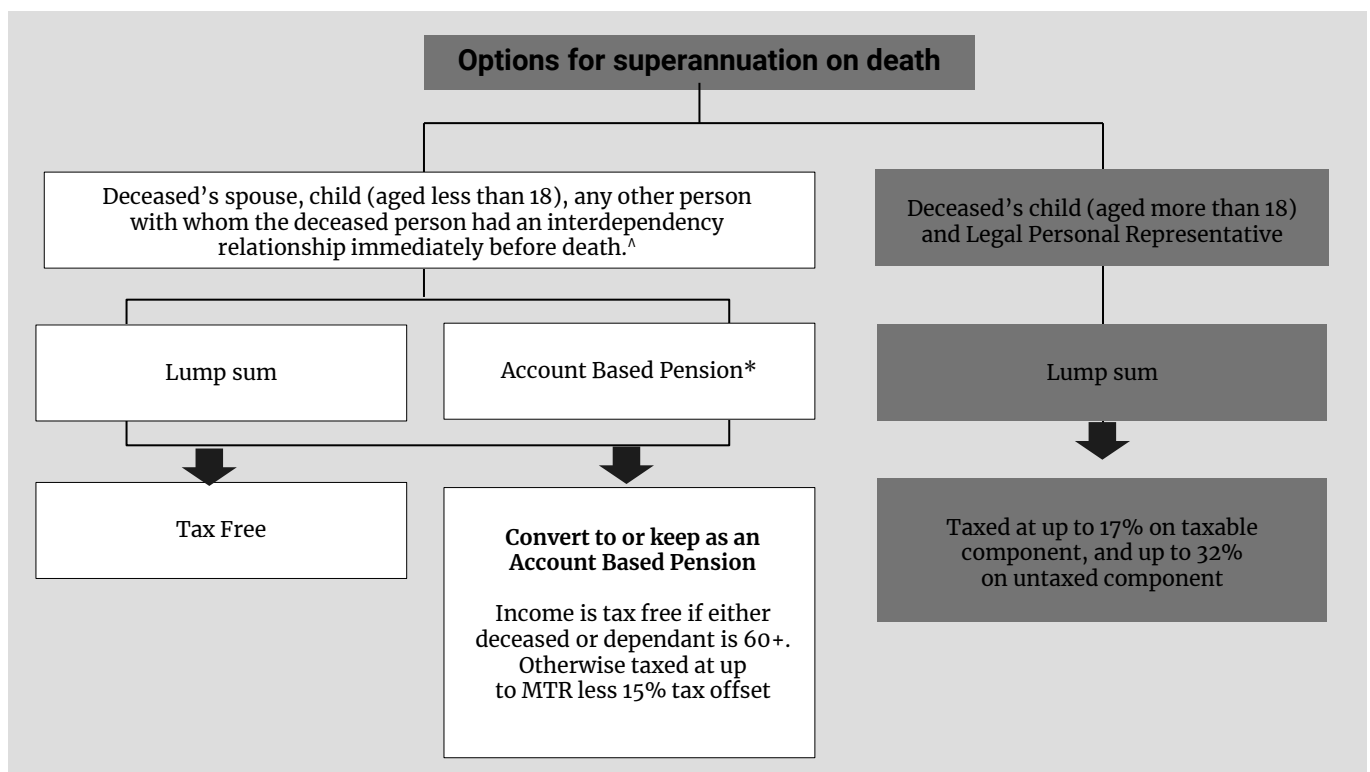 Options for superannuation on death
Deceased’s spouse, child (aged less than 18), any other person
with whom the deceased person had an interdependency
relationship immediately before death.^
Deceased’s child (aged more than 18)
and Legal Personal Representative
Lump sum
Account Based Pension*
Lump sum
Tax Free
Convert to or keep as an
Account Based Pension
Income is tax free if either
deceased or dependant is 60+.
Otherwise taxed at up
to MTR less 15% tax offset
Taxed at up to 17% on taxable
component, and up to 32%
on untaxed component